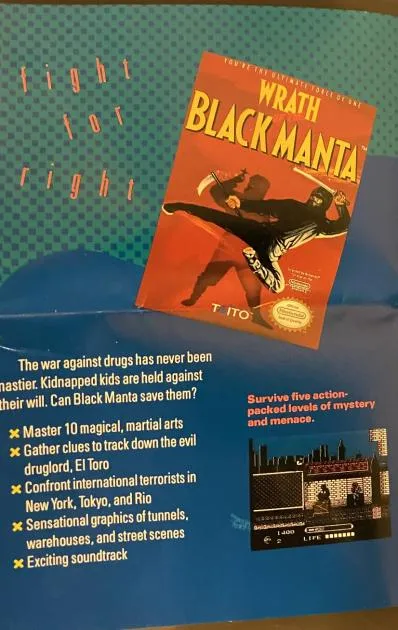 fight
for
right
YOU'RE THE ULTIMATE FORCE OF ONE
WRATH
BLACK MANTA
TM
TAITO
Nintendo
The war against drugs has never been
nastier. Kidnapped kids are held against
their will. Can Black Manta save them?
Master 10 magical, martial arts
Gather clues to track down the evil
druglord, El Toro
Confront international terrorists in
New York, Tokyo, and Rio
Sensational graphics of tunnels,
warehouses, and street scenes
Exciting soundtrack
Survive five action-
packed levels of mystery
and menace.
1400
2 LIFE